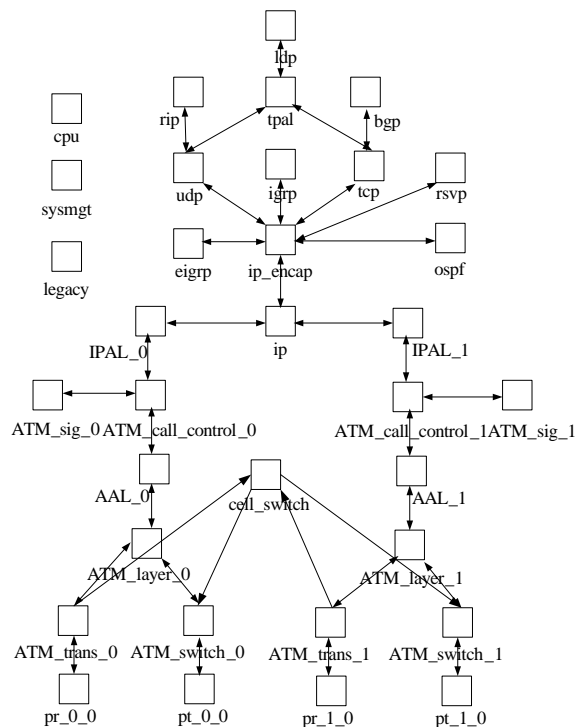 ldp
rip
tpal
bgp
cpu
udp
igrp
tcp
rsvp
sysmgt
eigrp
ip_encap
ospf
legacy
ip
IPAL_0
IPAL_1
ATM_sig_0
ATM_call_control_0
ATM_call_control_1
ATM_sig_1
AAL_0
cell_switch
AAL_1
ATM_layer_0
ATM_layer_1
ATM_trans_0
ATM_switch_0
ATM_trans_1
ATM_switch_1
pr_0_0
pt_0_0
pr_1_0
pt_1_0